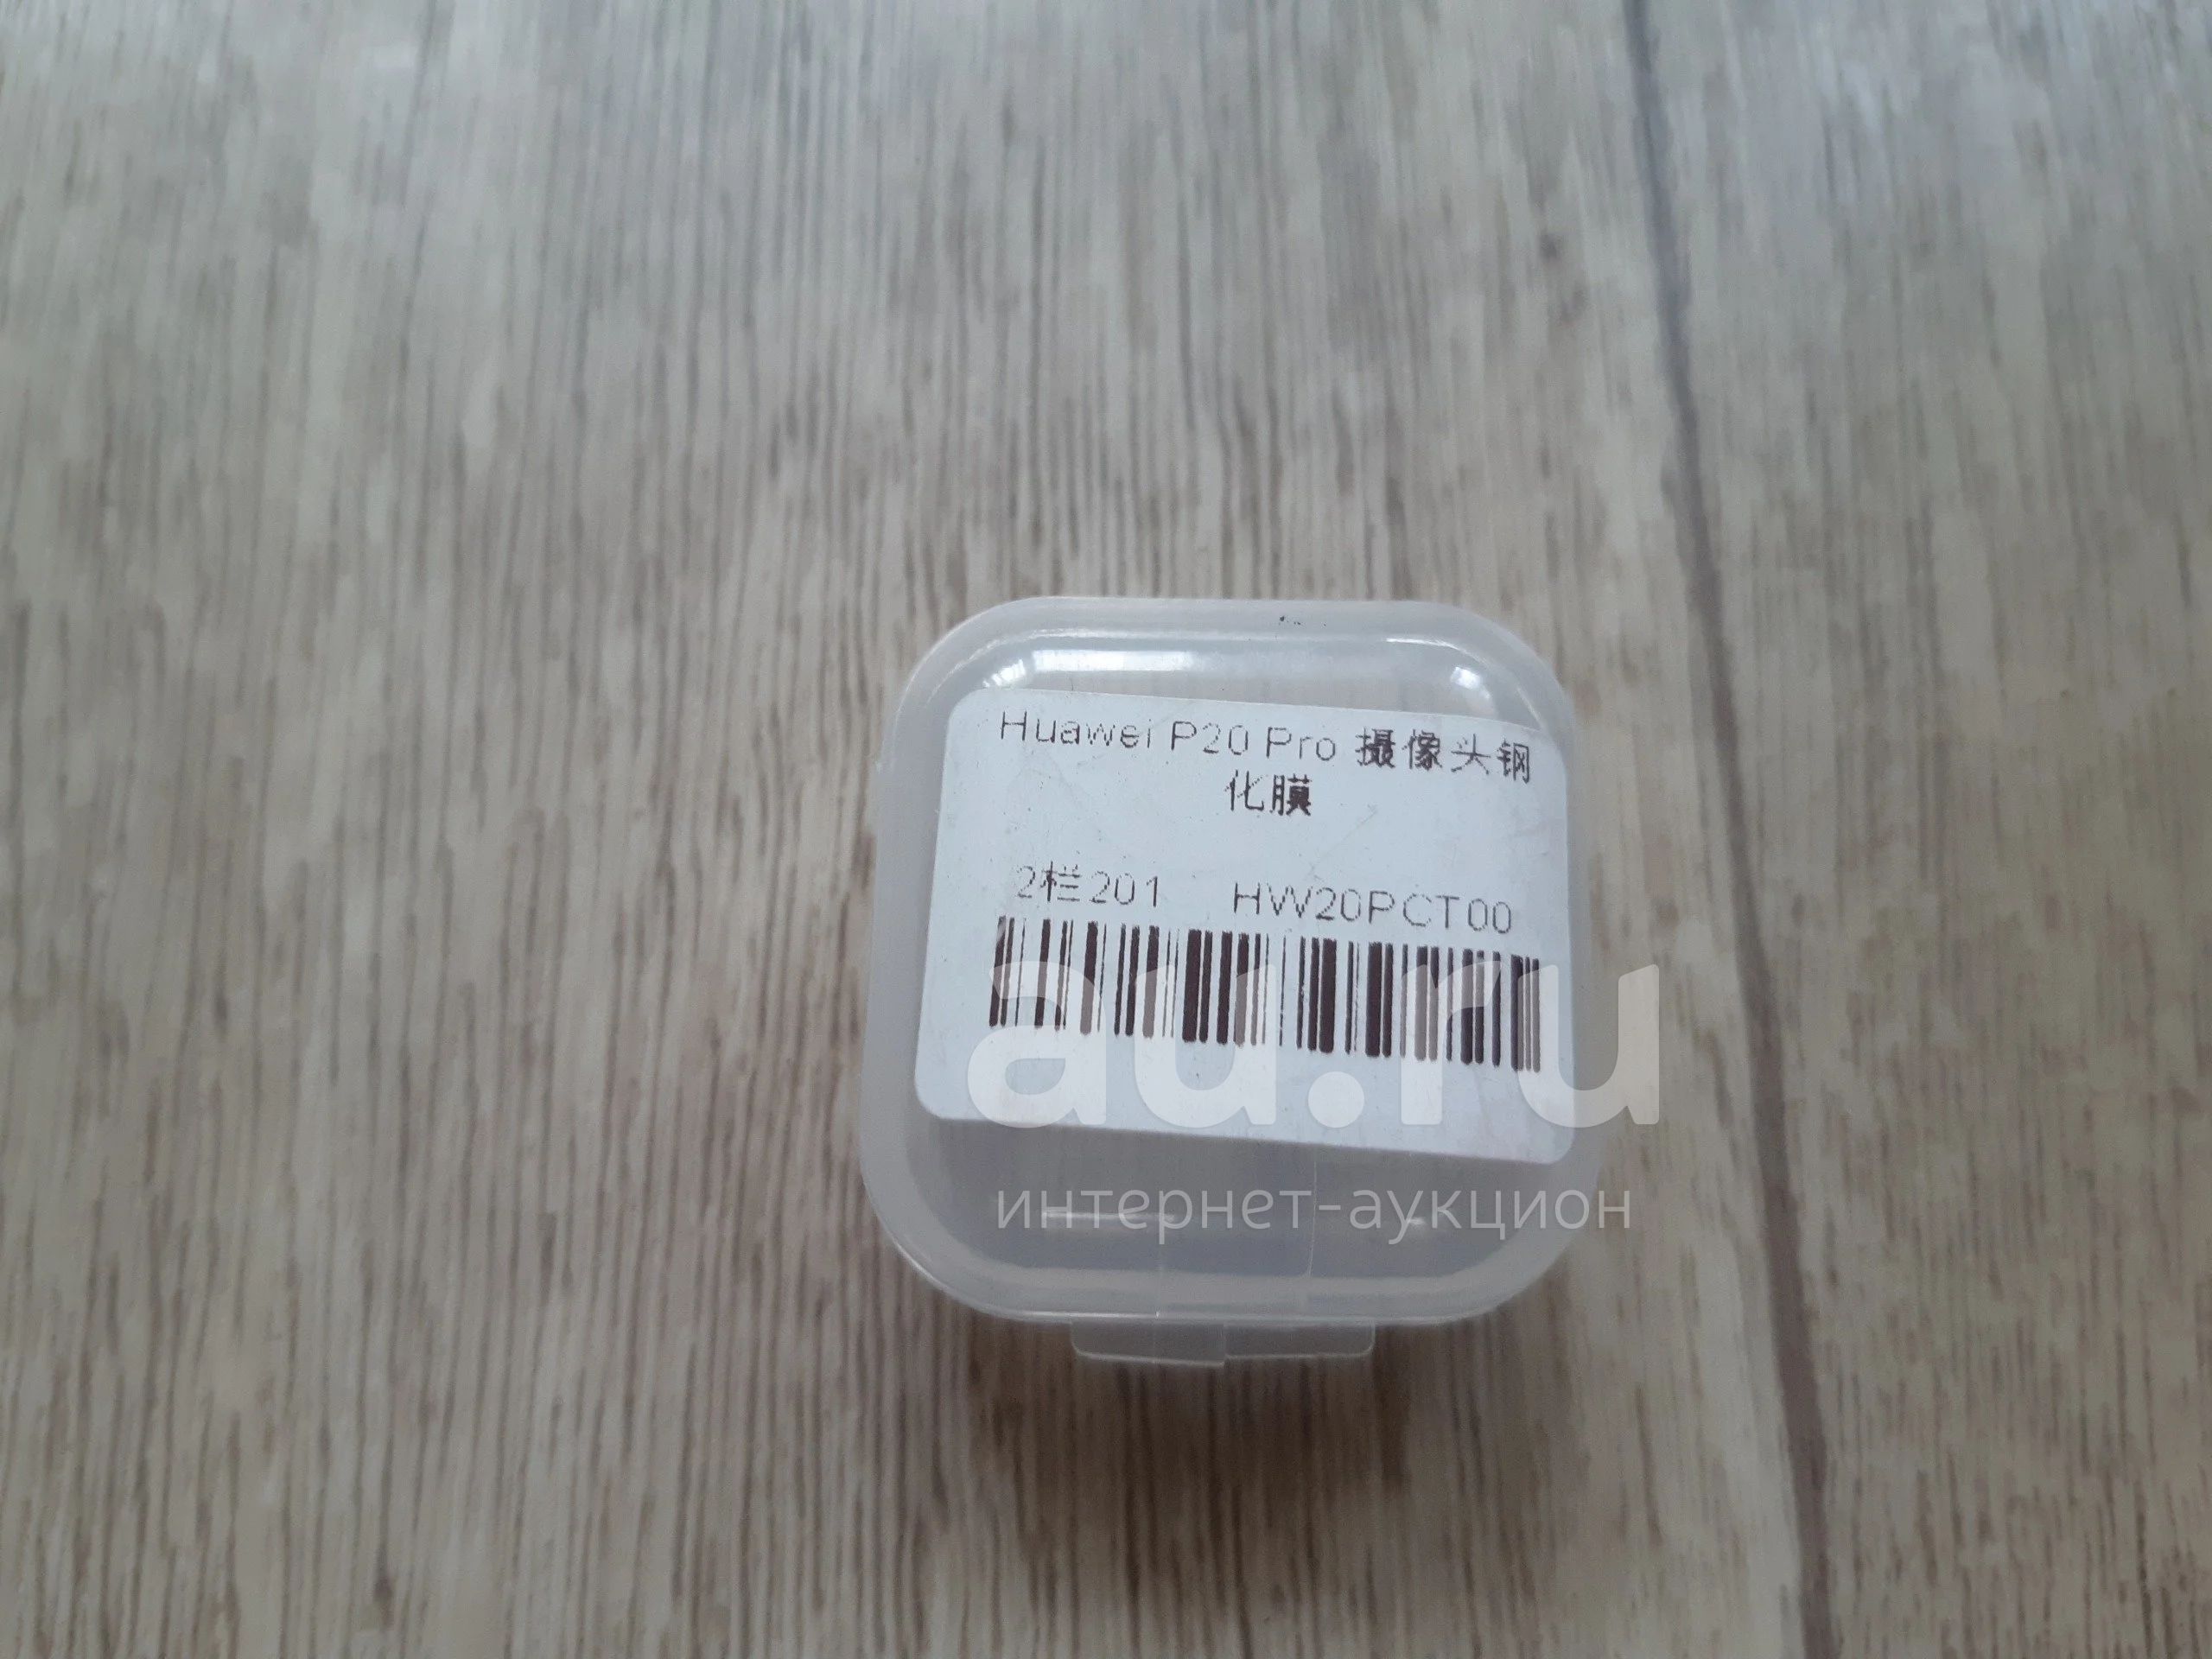 Huawei P20 Pro 摄像头钢
化膜
2栏201 HW20PCT00
au.ru
интернет-аукцион